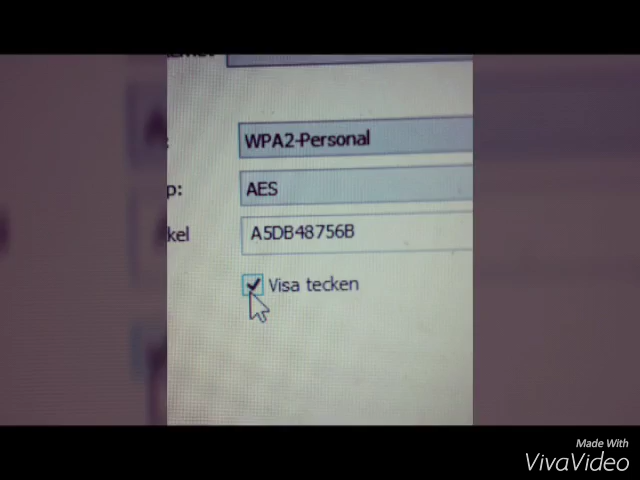 WPA2-Personal
p:
AES
kel
A5DB48756B
Visa tecken
Made With
VivaVideo